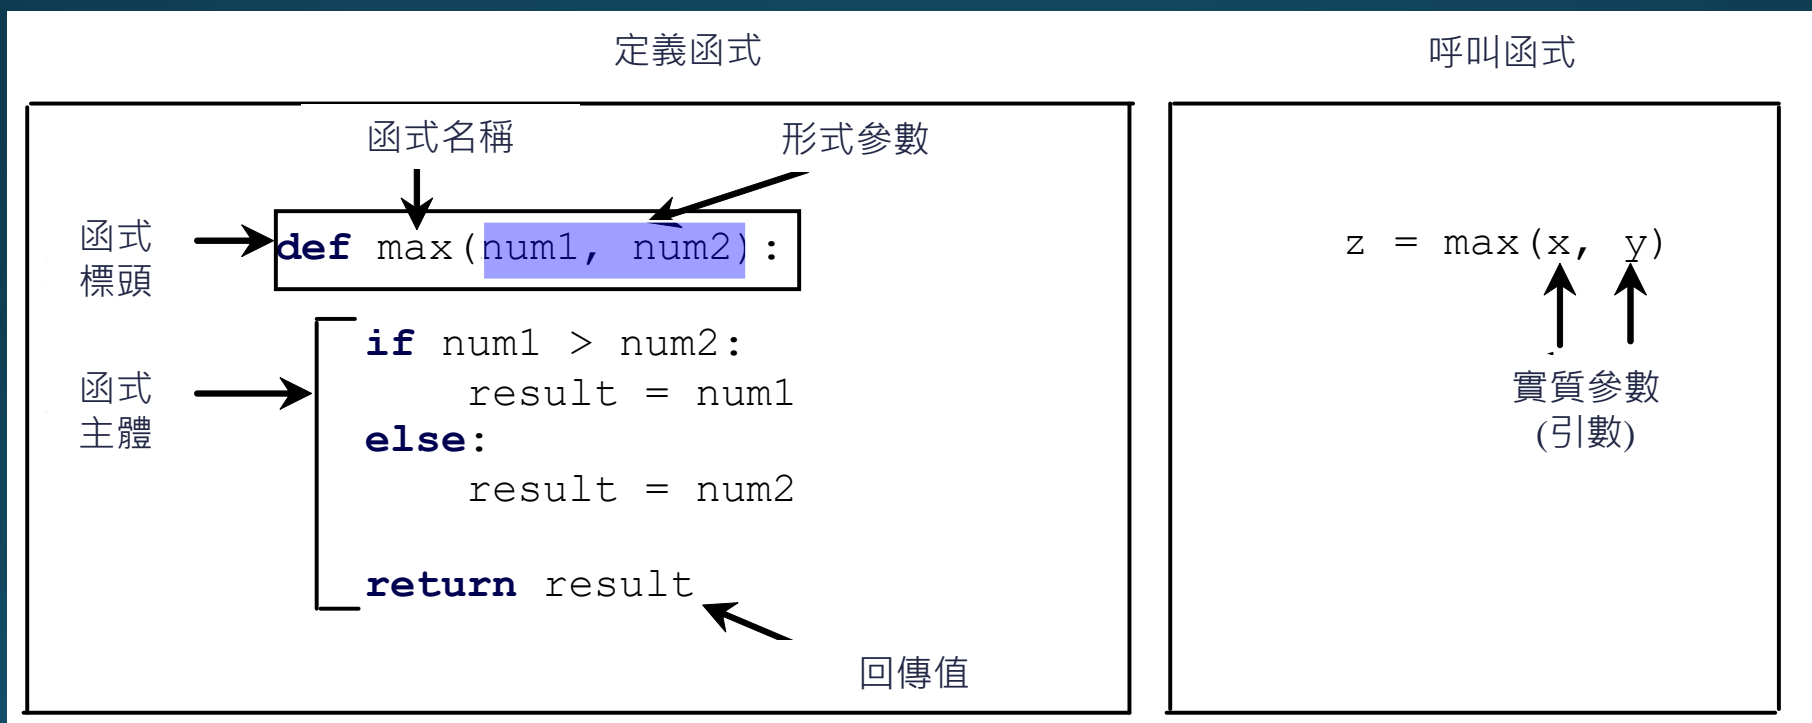 定義函式
呼叫函式
函式名稱
形式參數
函式
標頭
def max(num1, num2):
函式
主體
if num1 > num2:
result = num1
else:
result = num2
return result
回傳值
z = max(x, y)
實質參數
(引數)